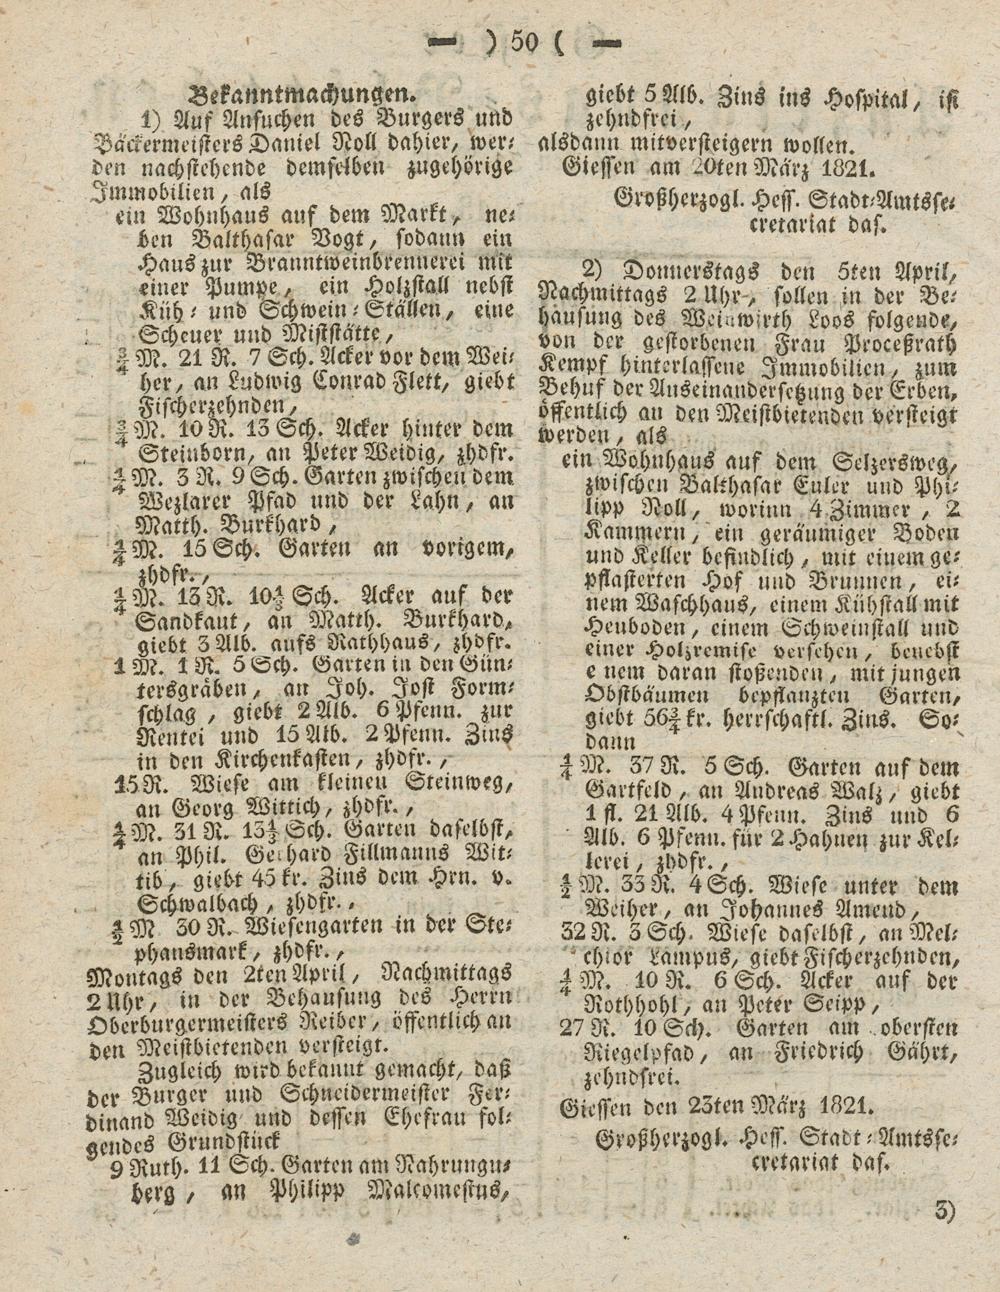 — ) 50 ( —
Bekanntmachungen.
1) Auf Ansuchen des Burgers und
Bäckermeisters Daniel Noll dahier, wer-
den nachstehende demselben zugehörige
Immobilien, als
ein Wohnhaus auf dem Markt, ne-
ben Balthasar Vogt, sodann ein
Haus zur Branntweinbrennerei mit
einer Pumpe, ein Holzstall nebst
Küh- und Schwein-Ställen, eine
Scheuer und Miststätte,
¾ M. 21 R. 7 Sch. Acker vor dem Wei-
her, an Ludwig Conrad Flett, giebt
Fischerzehnden,
¾ M. 10 R. 13 Sch. Acker hinter dem
Steinborn, an Peter Weidig, zhdfr.
¼ M. 3 R. 9 Sch. Garten zwischen dem
Wezlarer Pfad und der Lahn, an
Matth. Burkhard,
¼ M. 15 Sch. Garten an vorigem,
zhdfr.,
¼ M. 13 R. 10½ Sch. Acker auf der
Sandkaut, an Matth. Burkhard,
giebt 3 Alb. aufs Rathhaus, zhdfr.
1 M. 1 R. 5 Sch. Garten in den Gün-
tersgräben, an Joh. Jost Form-
schlag, giebt 2 Alb. 6 Pfenn. zur
Rentei und 15 Alb. 2 Pfenn. Zins
in den Kirchenkasten, zhdfr.,
15 R. Wiese am kleinen Steinweg,
an Georg Wittich, zhdfr.,
¼ M. 31 R. 13½ Sch. Garten daselbst,
an Phil. Gerhard Fillmanns Wit-
tib, giebt 45 kr. Zins dem Hrn. v.
Schwalbach, zhdfr.,
½ M 30 R. Wiesengarten in der Ste-
phansmark, zhdfr.,
Montags den 2ten April, Nachmittags
2 Uhr, in der Behausung des Herrn
Oberburgermeisters Reiber, öffentlich an
den Meistbietenden versteigt.
Zugleich wird bekannt gemacht, daß
der Burger und Schneidermeister Fer-
dinand Weidig und dessen Ehefrau fol-
gendes Grundstück
9 Ruth. 11 Sch. Garten am Nahrungu-
berg, an Philipp Malcomesius,
giebt 5 Alb. Zins ins Hospital, ist
zehndfrei,
alsdann mitversteigern wollen.
Giessen am 20ten März 1821.
Großherzogl. Hess. Stadt-Amtsse-
cretariat das.
2) Donnerstags den 5ten April,
Nachmittags 2 Uhr, sollen in der Be-
hausung des Weinwirth Loos folgende,
von der gestorbenen Frau Proceßrath
Kempf hinterlassene Immobilien, zum
Behuf der Auseinandersetzung der Erben,
öffentlich an den Meistbietenden versteigt
werden, als
ein Wohnhaus auf dem Selzersweg,
zwischen Balthasar Euler und Phi-
lipp Noll, worinn 4 Zimmer, 2
Kammern, ein geräumiger Boden
und Keller befindlich, mit einem ge-
pflasterten Hof und Brunnen, ei-
nem Waschhaus, einem Kühstall mit
Heuboden, einem Schweinstall und
einer Holzremise versehen, benebst
e nem daran stoßenden, mit jungen
Obstbäumen bepflanzten Garten,
giebt 56¾ kr. herrschaftl. Zins. So-
dann
¼ M. 37 R. 5 Sch. Garten auf dem
Gartfeld, an Andreas Walz, giebt
1 fl. 21 Alb. 4 Pfenn. Zins und 6
Alb. 6 Pfenn. für 2 Hahnen zur Kel-
lerei, zhdfr.,
½ M. 33 R. 4 Sch. Wiese unter dem
Weiher, an Johannes Amend,
32 R. 3 Sch. Wiese daselbst, an Mel-
chior Lampus, giebt Fischerzehnden,
¼ M. 10 R. 6 Sch. Acker auf der
Rothhohl, an Peter Seipp,
27 R. 10 Sch. Garten am obersten
Riegelpfad, an Friedrich Gährt,
zehndfrei.
Giessen den 23ten März 1821.
Großherzogl. Hess. Stadt-Amtsse-
cretariat das.
3)